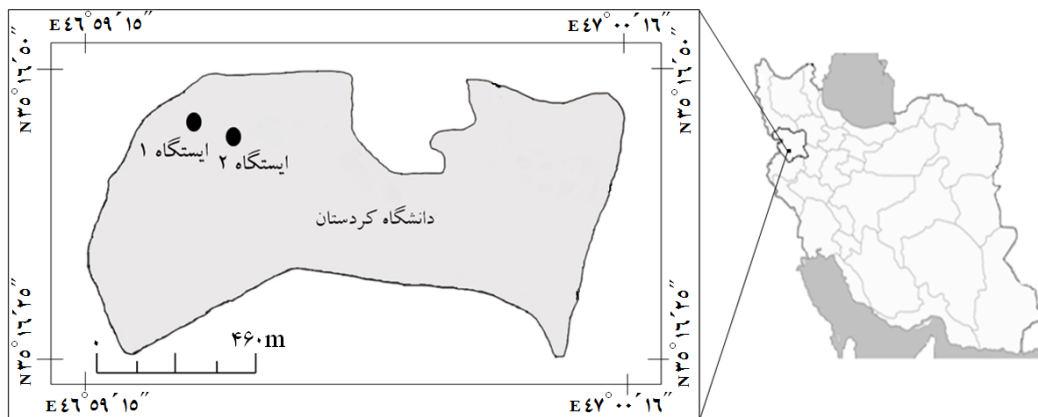 E ۴۶° ۵۹′ ۱۵″
E ۴۷° ۰۰′ ۱۶″
N ۳۵° ۱۶′ ۵۰″
N ۳۵° ۱۶′ ۵۰″
ایستگاه ۱
ایستگاه ۲
دانشگاه کردستان
N ۳۵° ۱۶′ ۲۵″
N ۳۵° ۱۶′ ۲۵″
۰
۴۶۰m
E ۴۶° ۵۹′ ۱۵″
E ۴۷° ۰۰′ ۱۶″